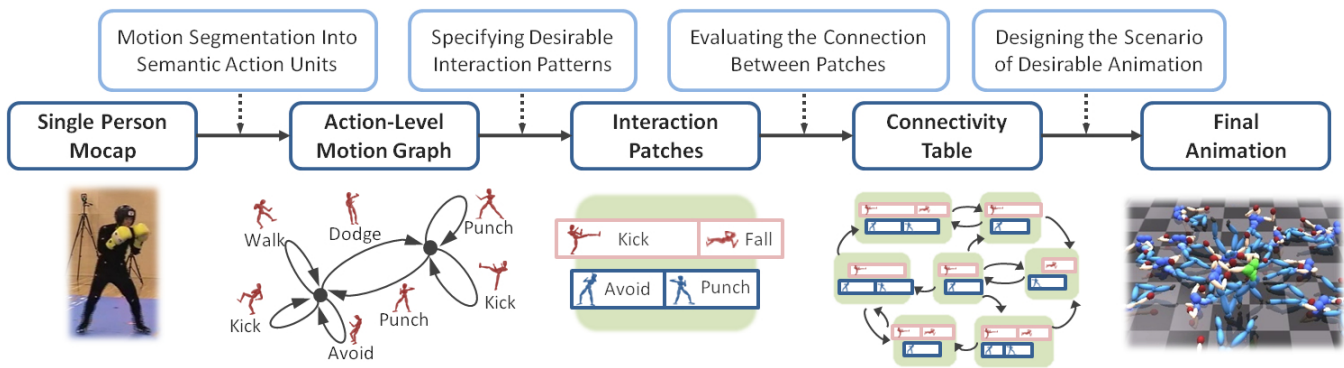 Motion Segmentation Into
Semantic Action Units
Specifying Desirable
Interaction Patterns
Evaluating the Connection
Between Patches
Designing the Scenario
of Desirable Animation
Single Person
Mocap
Action-Level
Motion Graph
Interaction
Patches
Connectivity
Table
Final
Animation
Walk
Dodge
Punch
Kick
Punch
Kick
Avoid
Kick
Fall
Avoid
Punch